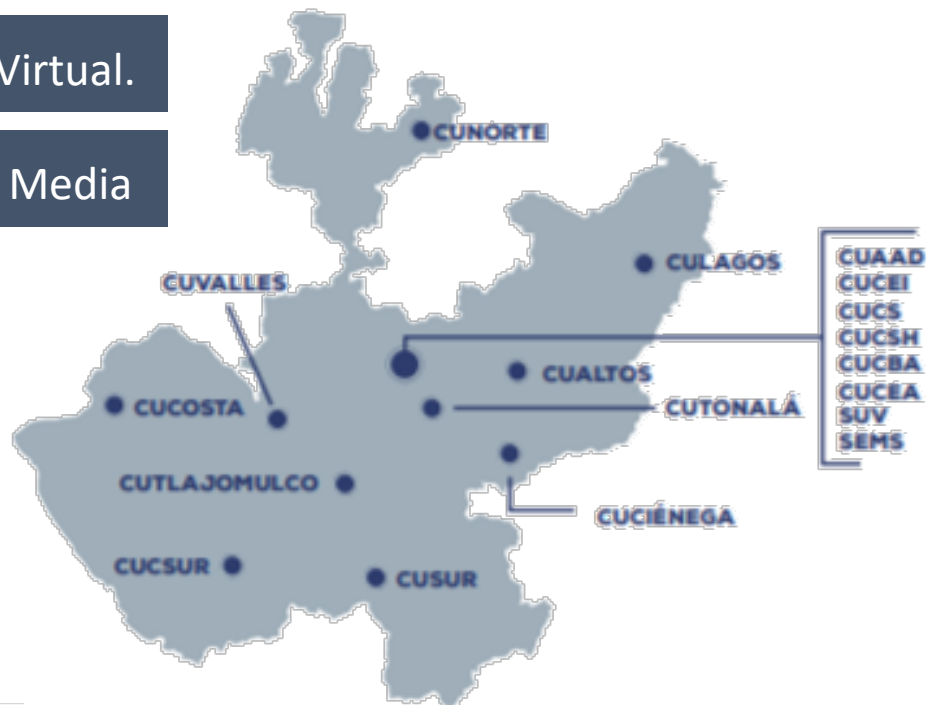 Virtual.
Media
CUNORTE
CULAGOS
CUVALLES
CUALTOS
CUCOSTA
CUTONALÁ
CUTLAJOMULCO
CUCIÉNEGA
CUCSUR
CUSUR
CUAAD
CUCEI
CUCS
CUCSH
CUCBA
CUCEA
SUV
SEMS